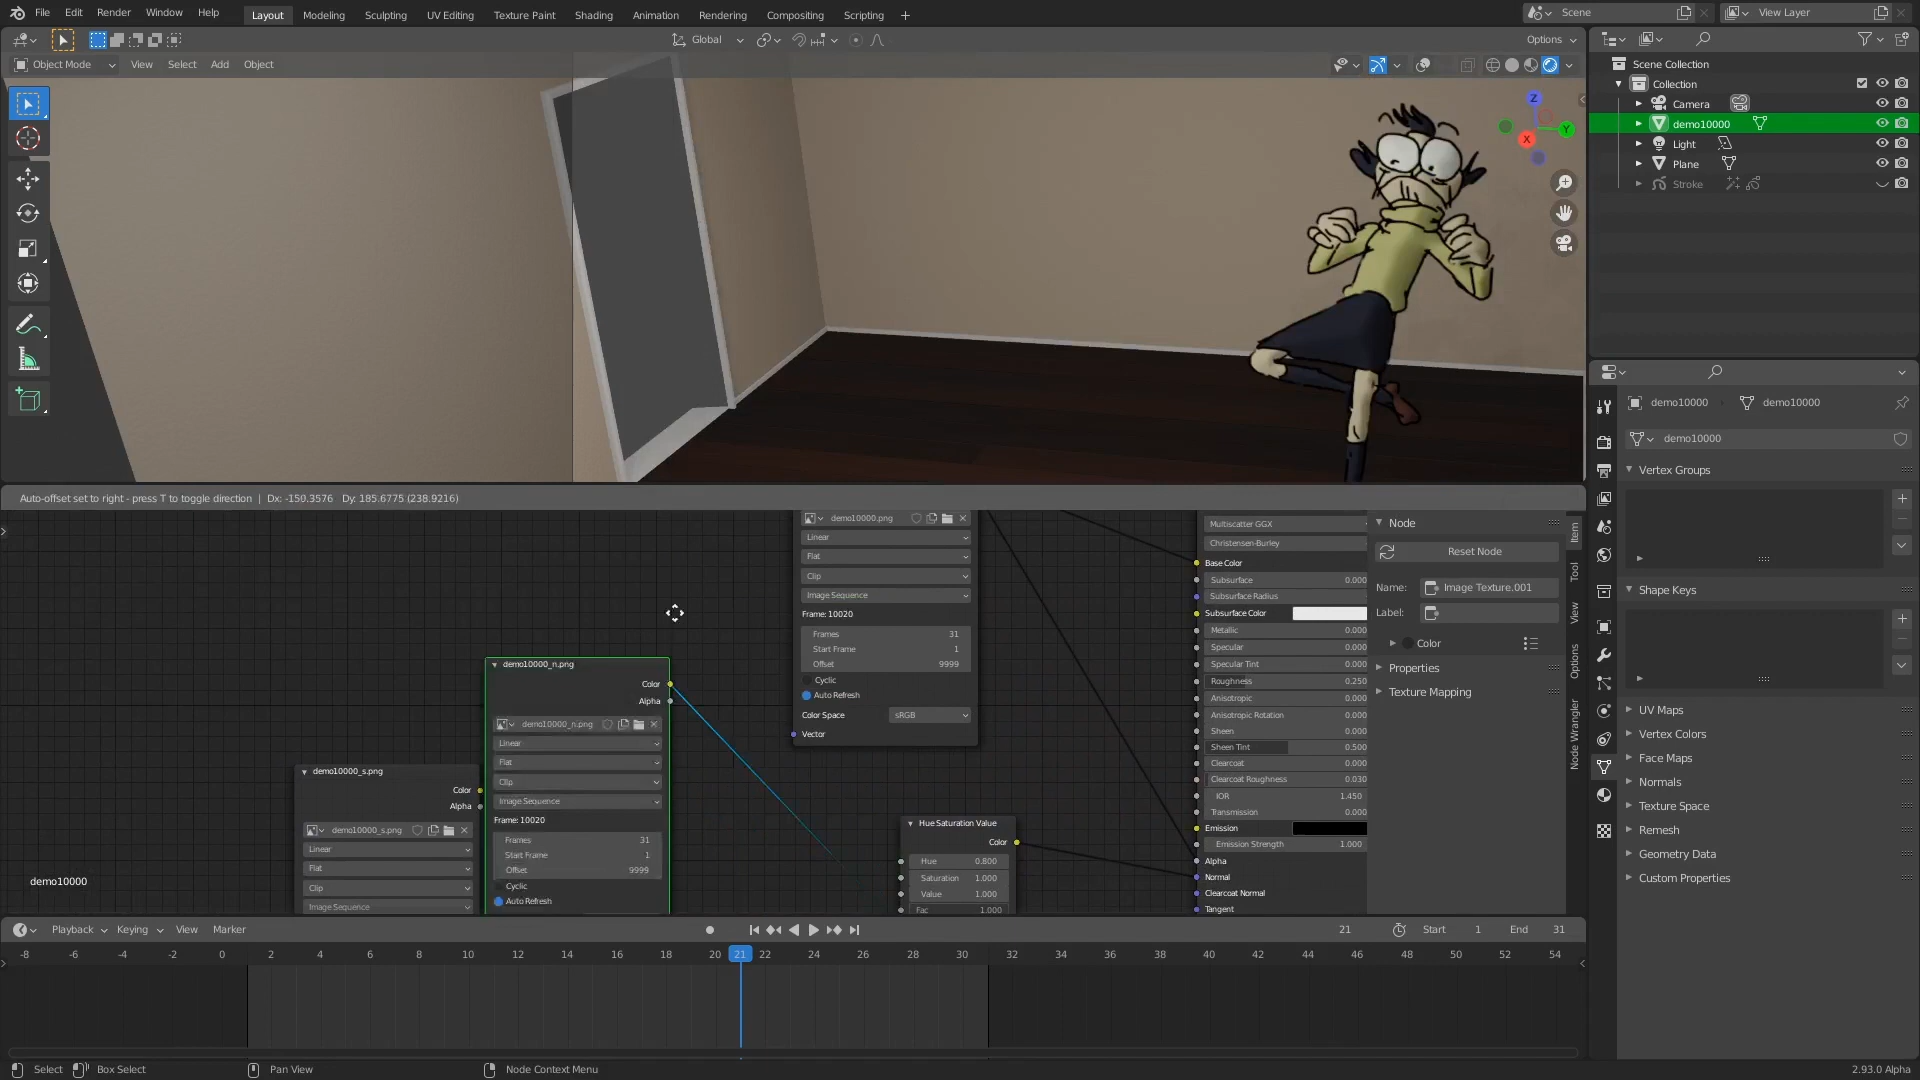 File Edit Render Window Help Layout Modeling Sculpting UV Editing Texture Paint Shading Animation Rendering Compositing Scripting + Scene View Layer
Global Options
Object Mode View Select Add Object
Z
Y
X
Scene Collection
Collection
Camera
demo10000
Light
Plane
Stroke
demo10000 demo10000
demo10000
Vertex Groups
Shape Keys
UV Maps
Vertex Colors
Face Maps
Normals
Texture Space
Remesh
Geometry Data
Custom Properties
Auto-offset set to right - press T to toggle direction | Dx: -150.3576 Dy: 185.6775 (238.9216)
demo10000.png
Linear
Flat
Clip
Image Sequence
Frame: 10020
Frames 31
Start Frame 1
Offset 9999
Cyclic
Auto Refresh
Color Space sRGB
Vector
demo10000_n.png
Color
Alpha
demo10000_n.png
Linear
Flat
Clip
Image Sequence
Frame: 10020
Frames 31
Start Frame 1
Offset 9999
Cyclic
Auto Refresh
demo10000_s.png
Color
Alpha
demo10000_s.png
Linear
Flat
Clip
Image Sequence
Hue Saturation Value
Color
Hue 0.800
Saturation 1.000
Value 1.000
Fac 1.000
Multiscatter GGX
Christensen-Burley
Base Color
Subsurface 0.000
Subsurface Radius
Subsurface Color
Metallic 0.000
Specular 0.000
Specular Tint 0.000
Roughness 0.250
Anisotropic 0.000
Anisotropic Rotation 0.000
Sheen 0.000
Sheen Tint 0.500
Clearcoat 0.000
Clearcoat Roughness 0.030
IOR 1.450
Transmission 0.000
Emission
Emission Strength 1.000
Alpha
Normal
Clearcoat Normal
Tangent
Node
Reset Node
Name: Image Texture.001
Label:
Color
Properties
Texture Mapping
Item
Tool
View
Options
Node Wrangler
demo10000
Playback Keying View Marker 21 Start 1 End 31
-8 -6 -4 -2 0 2 4 6 8 10 12 14 16 18 20 21 22 24 26 28 30 32 34 36 38 40 42 44 46 48 50 52 54
Select Box Select Pan View Node Context Menu 2.93.0 Alpha